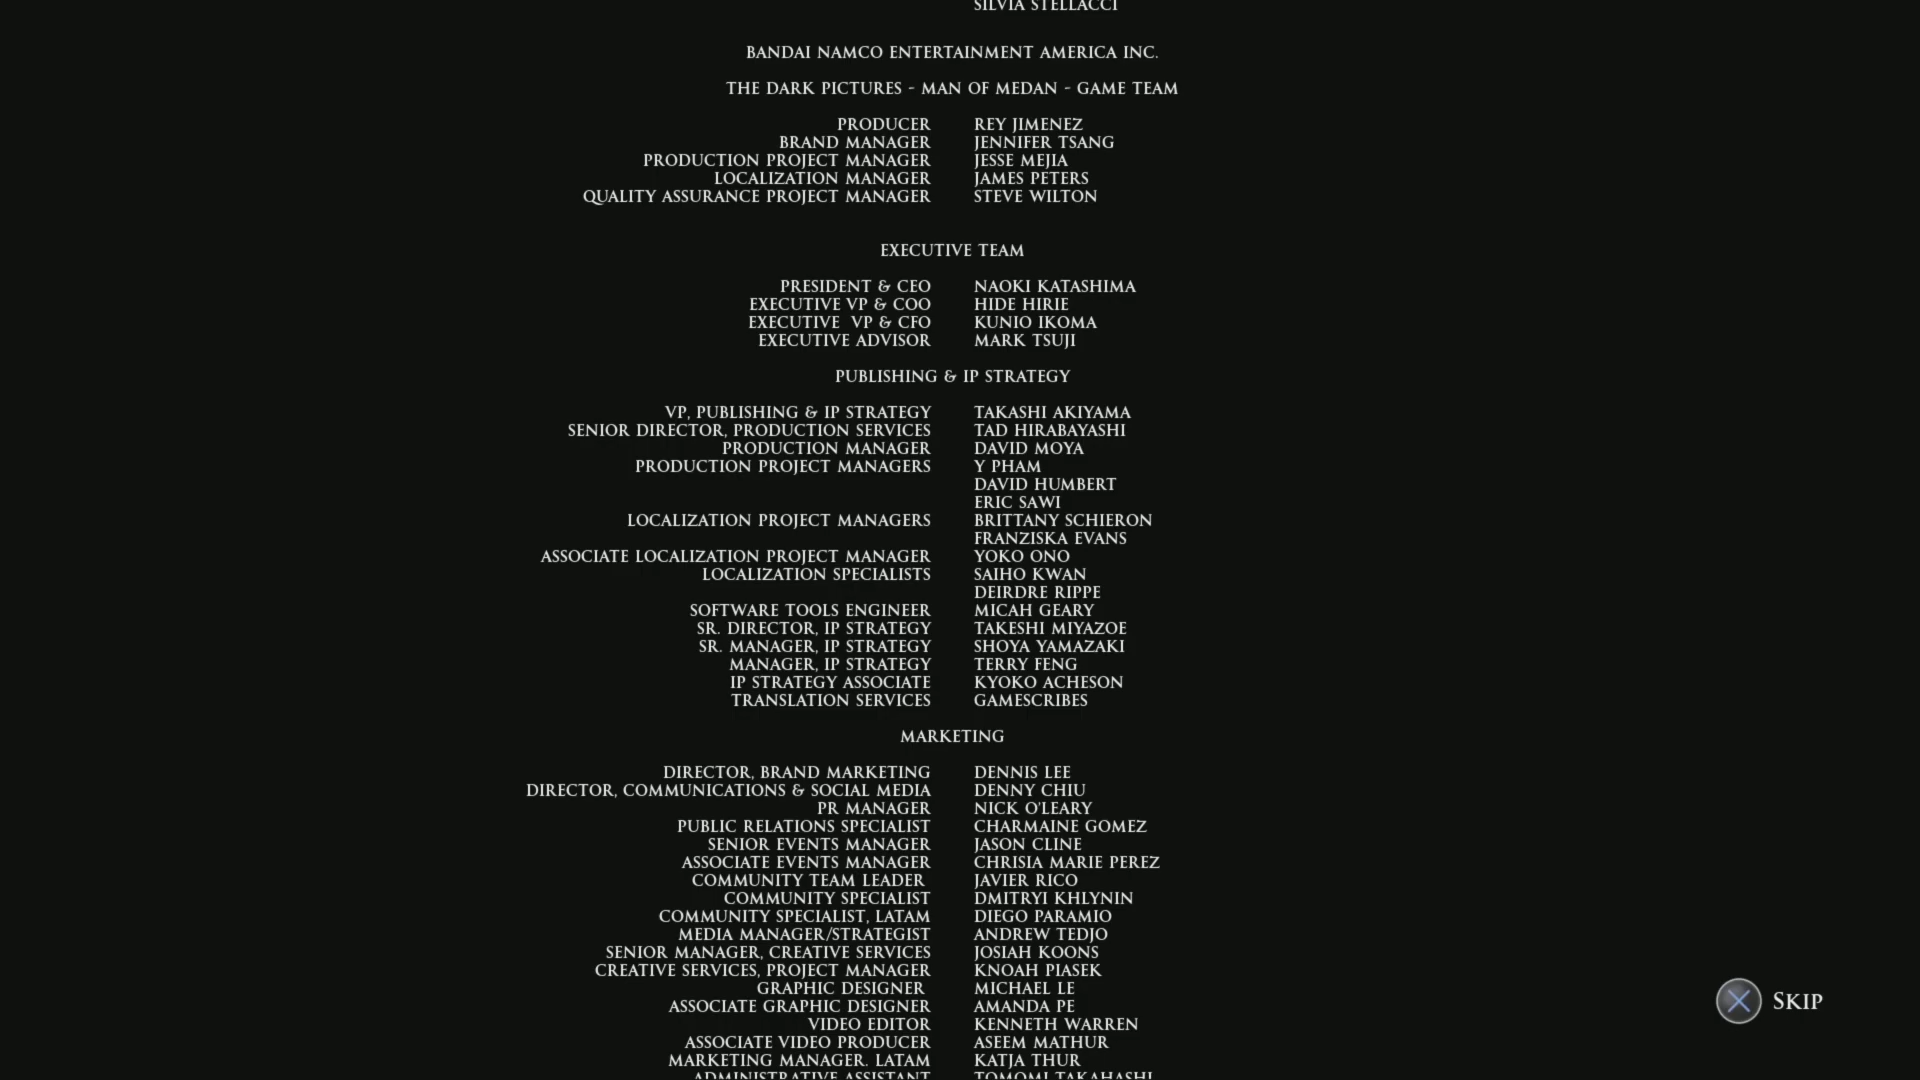 SILVIA STELLACCI
BANDAI NAMCO ENTERTAINMENT AMERICA INC.
THE DARK PICTURES - MAN OF MEDAN - GAME TEAM
PRODUCER REY JIMENEZ
BRAND MANAGER JENNIFER TSANG
PRODUCTION PROJECT MANAGER JESSE MEJIA
LOCALIZATION MANAGER JAMES PETERS
QUALITY ASSURANCE PROJECT MANAGER STEVE WILTON
EXECUTIVE TEAM
PRESIDENT & CEO NAOKI KATASHIMA
EXECUTIVE VP & COO HIDE HIRIE
EXECUTIVE VP & CFO KUNIO IKOMA
EXECUTIVE ADVISOR MARK TSUJI
PUBLISHING & IP STRATEGY
VP, PUBLISHING & IP STRATEGY TAKASHI AKIYAMA
SENIOR DIRECTOR, PRODUCTION SERVICES TAD HIRABAYASHI
PRODUCTION MANAGER DAVID MOYA
PRODUCTION PROJECT MANAGERS Y PHAM
DAVID HUMBERT
ERIC SAWI
LOCALIZATION PROJECT MANAGERS BRITTANY SCHIERON
FRANZISKA EVANS
ASSOCIATE LOCALIZATION PROJECT MANAGER YOKO ONO
LOCALIZATION SPECIALISTS SAIHO KWAN
DEIRDRE RIPPE
SOFTWARE TOOLS ENGINEER MICAH GEARY
SR. DIRECTOR, IP STRATEGY TAKESHI MIYAZOE
SR. MANAGER, IP STRATEGY SHOYA YAMAZAKI
MANAGER, IP STRATEGY TERRY FENG
IP STRATEGY ASSOCIATE KYOKO ACHESON
TRANSLATION SERVICES GAMESCRIBES
MARKETING
DIRECTOR, BRAND MARKETING DENNIS LEE
DIRECTOR, COMMUNICATIONS & SOCIAL MEDIA DENNY CHIU
PR MANAGER NICK O'LEARY
PUBLIC RELATIONS SPECIALIST CHARMAINE GOMEZ
SENIOR EVENTS MANAGER JASON CLINE
ASSOCIATE EVENTS MANAGER CHRISIA MARIE PEREZ
COMMUNITY TEAM LEADER JAVIER RICO
COMMUNITY SPECIALIST DMITRYI KHLYNIN
COMMUNITY SPECIALIST, LATAM DIEGO PARAMIO
MEDIA MANAGER/STRATEGIST ANDREW TEDJO
SENIOR MANAGER, CREATIVE SERVICES JOSIAH KOONS
CREATIVE SERVICES, PROJECT MANAGER KNOAH PIASEK
GRAPHIC DESIGNER MICHAEL LE
ASSOCIATE GRAPHIC DESIGNER AMANDA PE
VIDEO EDITOR KENNETH WARREN
ASSOCIATE VIDEO PRODUCER ASEEM MATHUR
MARKETING MANAGER. LATAM KATJA THUR
ADMINISTRATIVE ASSISTANT TOMOMI TAKAHASHI
SKIP